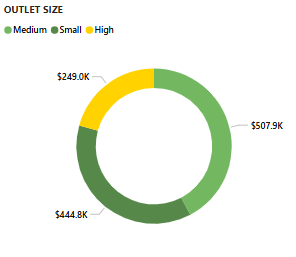 OUTLET SIZE
Medium Small High
$249.0K
$507.9K
$444.8K